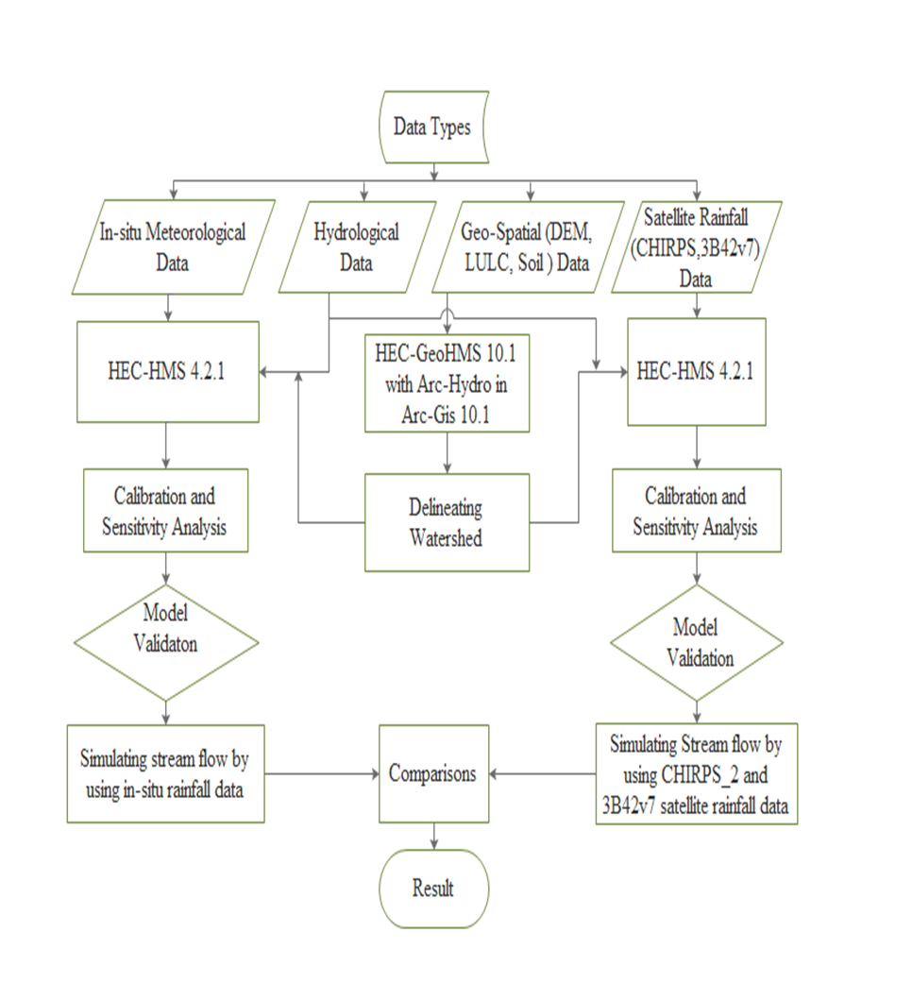 Data Types
In-situ Meteorological
Data
Hydrological
Data
Geo-Spatial (DEM,
LULC, Soil ) Data
Satellite Rainfall
(CHIRPS,3B42v7)
Data
HEC-HMS 4.2.1
HEC-GeoHMS 10.1
with Arc-Hydro in
Arc-Gis 10.1
HEC-HMS 4.2.1
Calibration and
Sensitivity Analysis
Delineating
Watershed
Calibration and
Sensitivity Analysis
Model
Validaton
Model
Validation
Simulating stream flow by
using in-situ rainfall data
Comparisons
Simulating Stream flow by
using CHIRPS_2 and
3B42v7 satellite rainfall data
Result